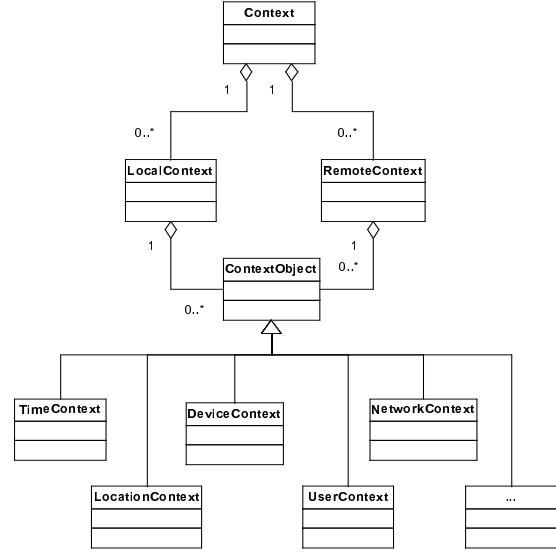 Context
1 1
0..* 0..*
LocalContext RemoteContext
1 1
ContextObject 0..*
0..*
TimeContext DeviceContext NetworkContext
LocationContext UserContext ...